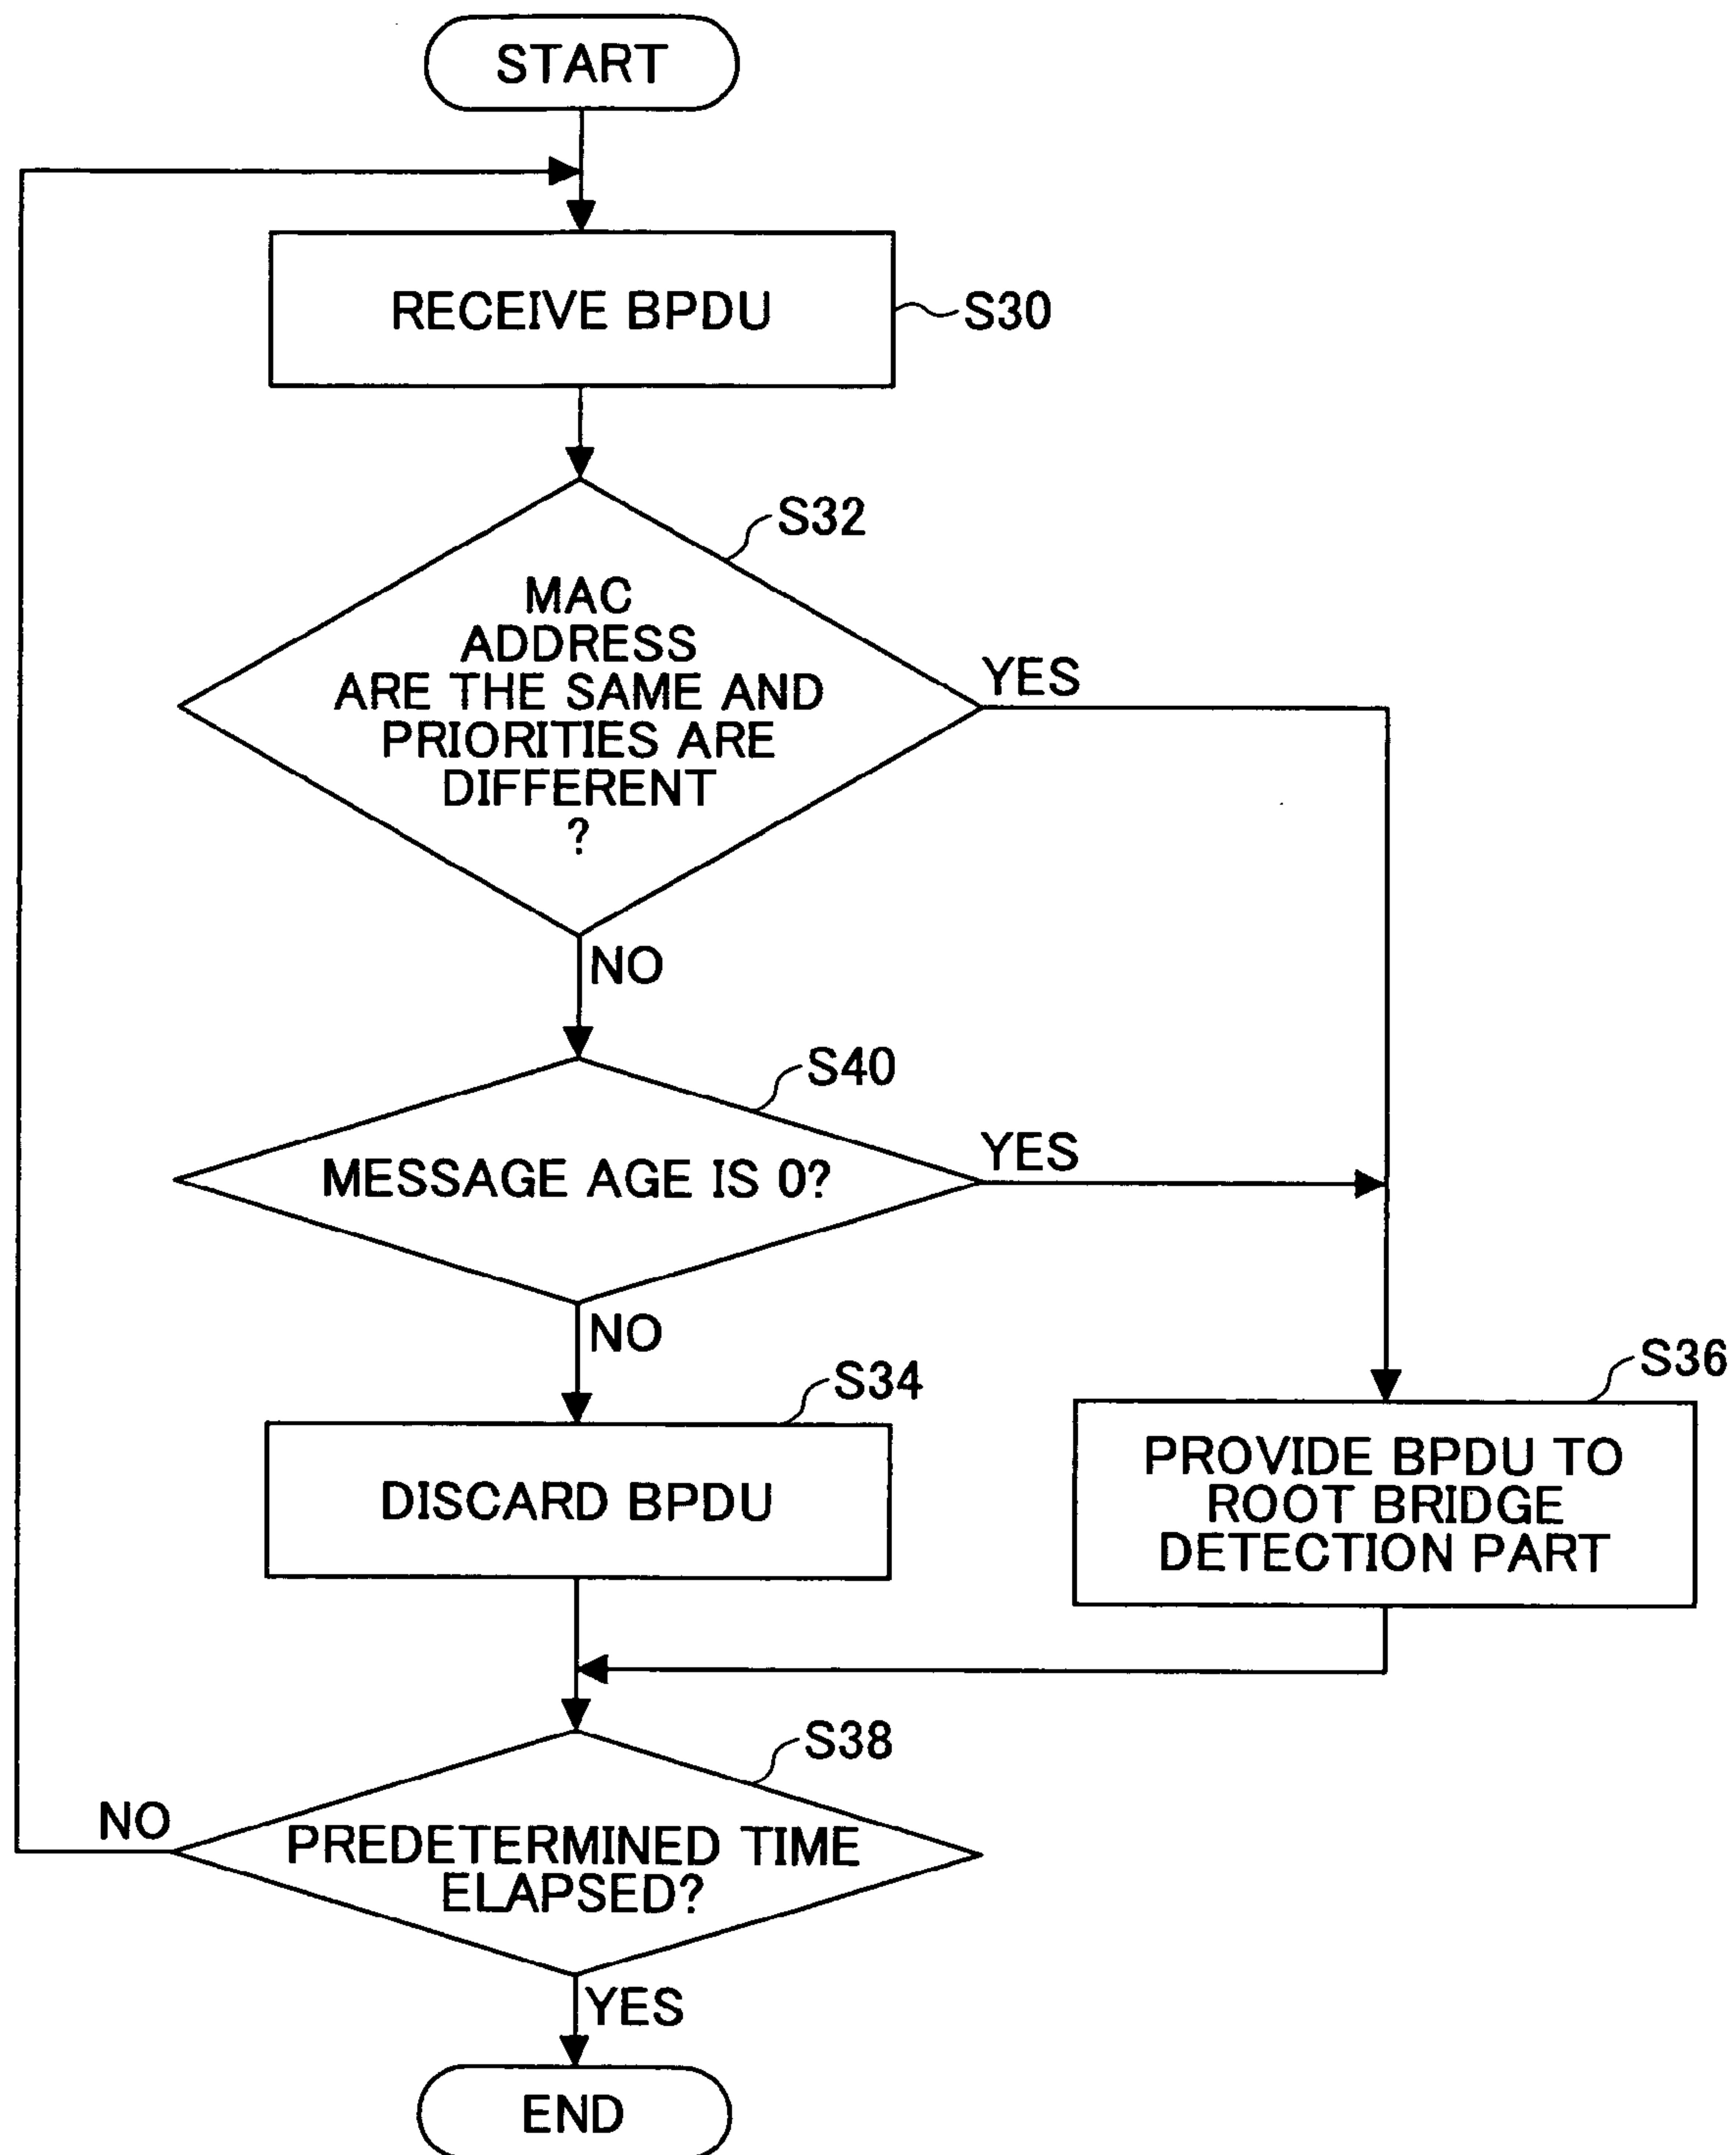 START
RECEIVE BPDU
S30
S32
MAC
ADDRESS
ARE THE SAME AND
PRIORITIES ARE
DIFFERENT
?
YES
NO
S40
MESSAGE AGE IS 0?
YES
NO
S34
DISCARD BPDU
S36
PROVIDE BPDU TO
ROOT BRIDGE
DETECTION PART
S38
NO
PREDETERMINED TIME
ELAPSED?
YES
END